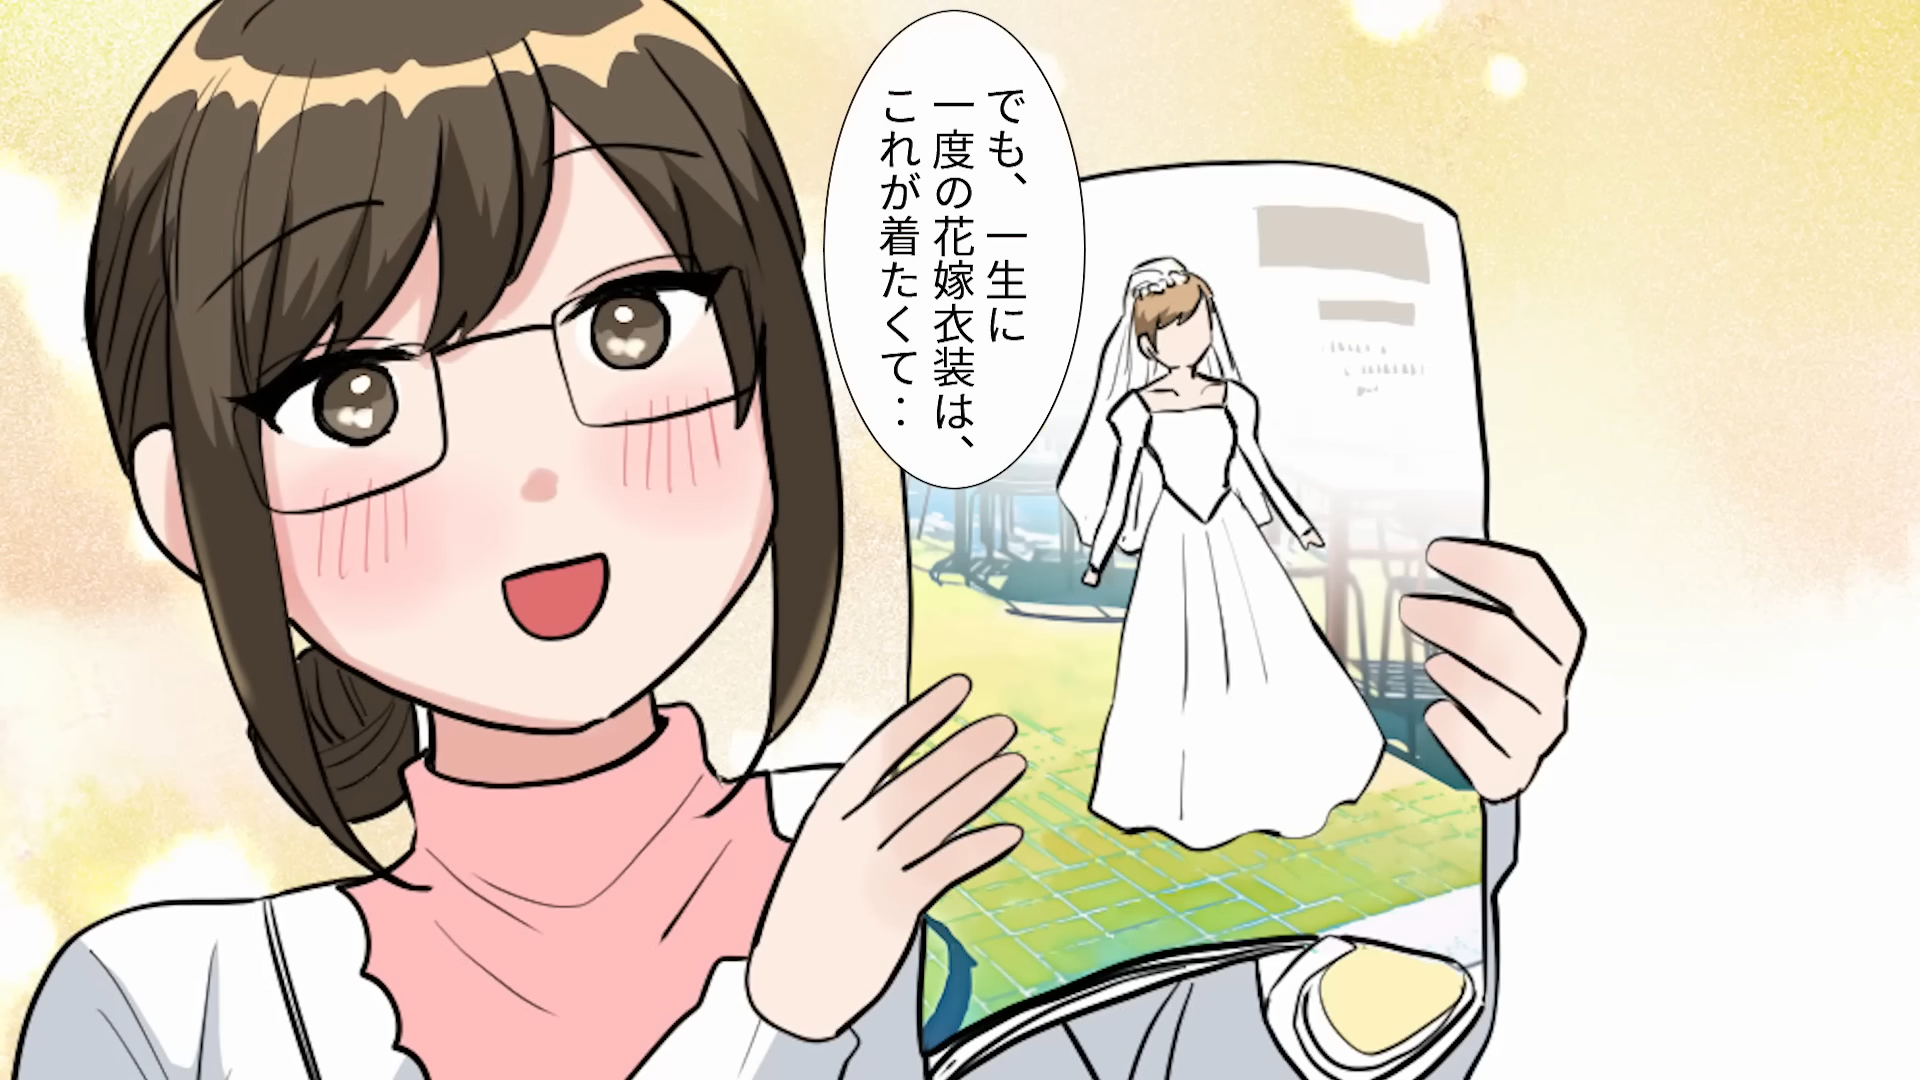 でも、一生に
一度の花嫁衣装は、
これが着たくて‥